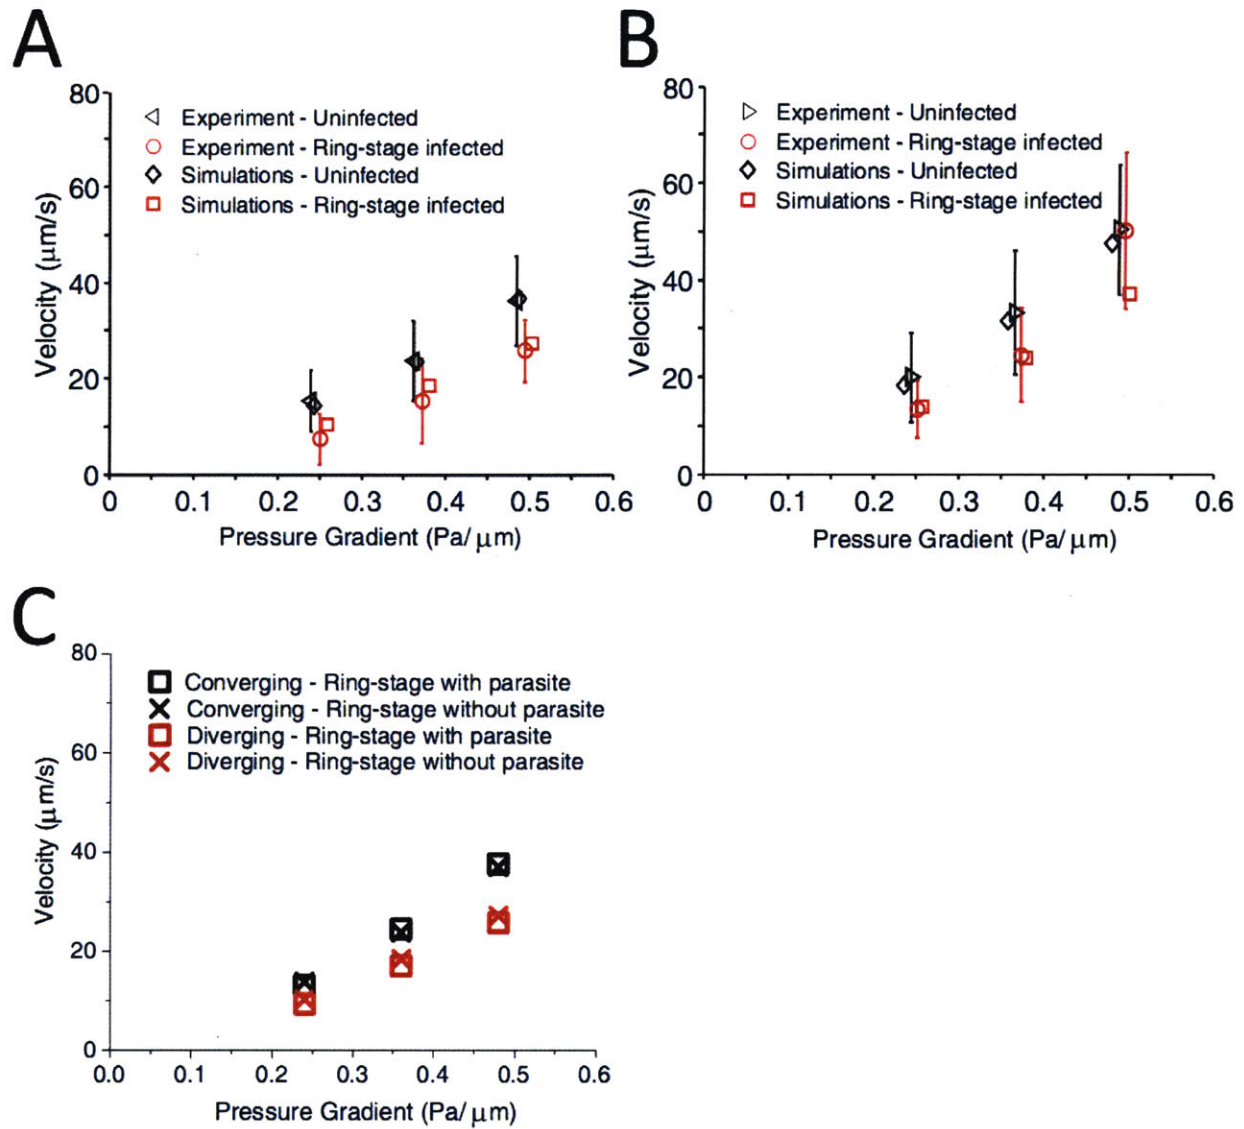 A
80
60
40
20
0
Velocity (μm/s)
Experiment - Uninfected
Experiment - Ring-stage infected
Simulations - Uninfected
Simulations - Ring-stage infected
0 0.1 0.2 0.3 0.4 0.5 0.6
Pressure Gradient (Pa/ μm)
B
80
60
40
20
0
Velocity (μm/s)
Experiment - Uninfected
Experiment - Ring-stage infected
Simulations - Uninfected
Simulations - Ring-stage infected
0 0.1 0.2 0.3 0.4 0.5 0.6
Pressure Gradient (Pa/ μm)
C
80
60
40
20
0
Velocity (μm/s)
Converging - Ring-stage with parasite
Converging - Ring-stage without parasite
Diverging - Ring-stage with parasite
Diverging - Ring-stage without parasite
0.0 0.1 0.2 0.3 0.4 0.5 0.6
Pressure Gradient (Pa/ μm)